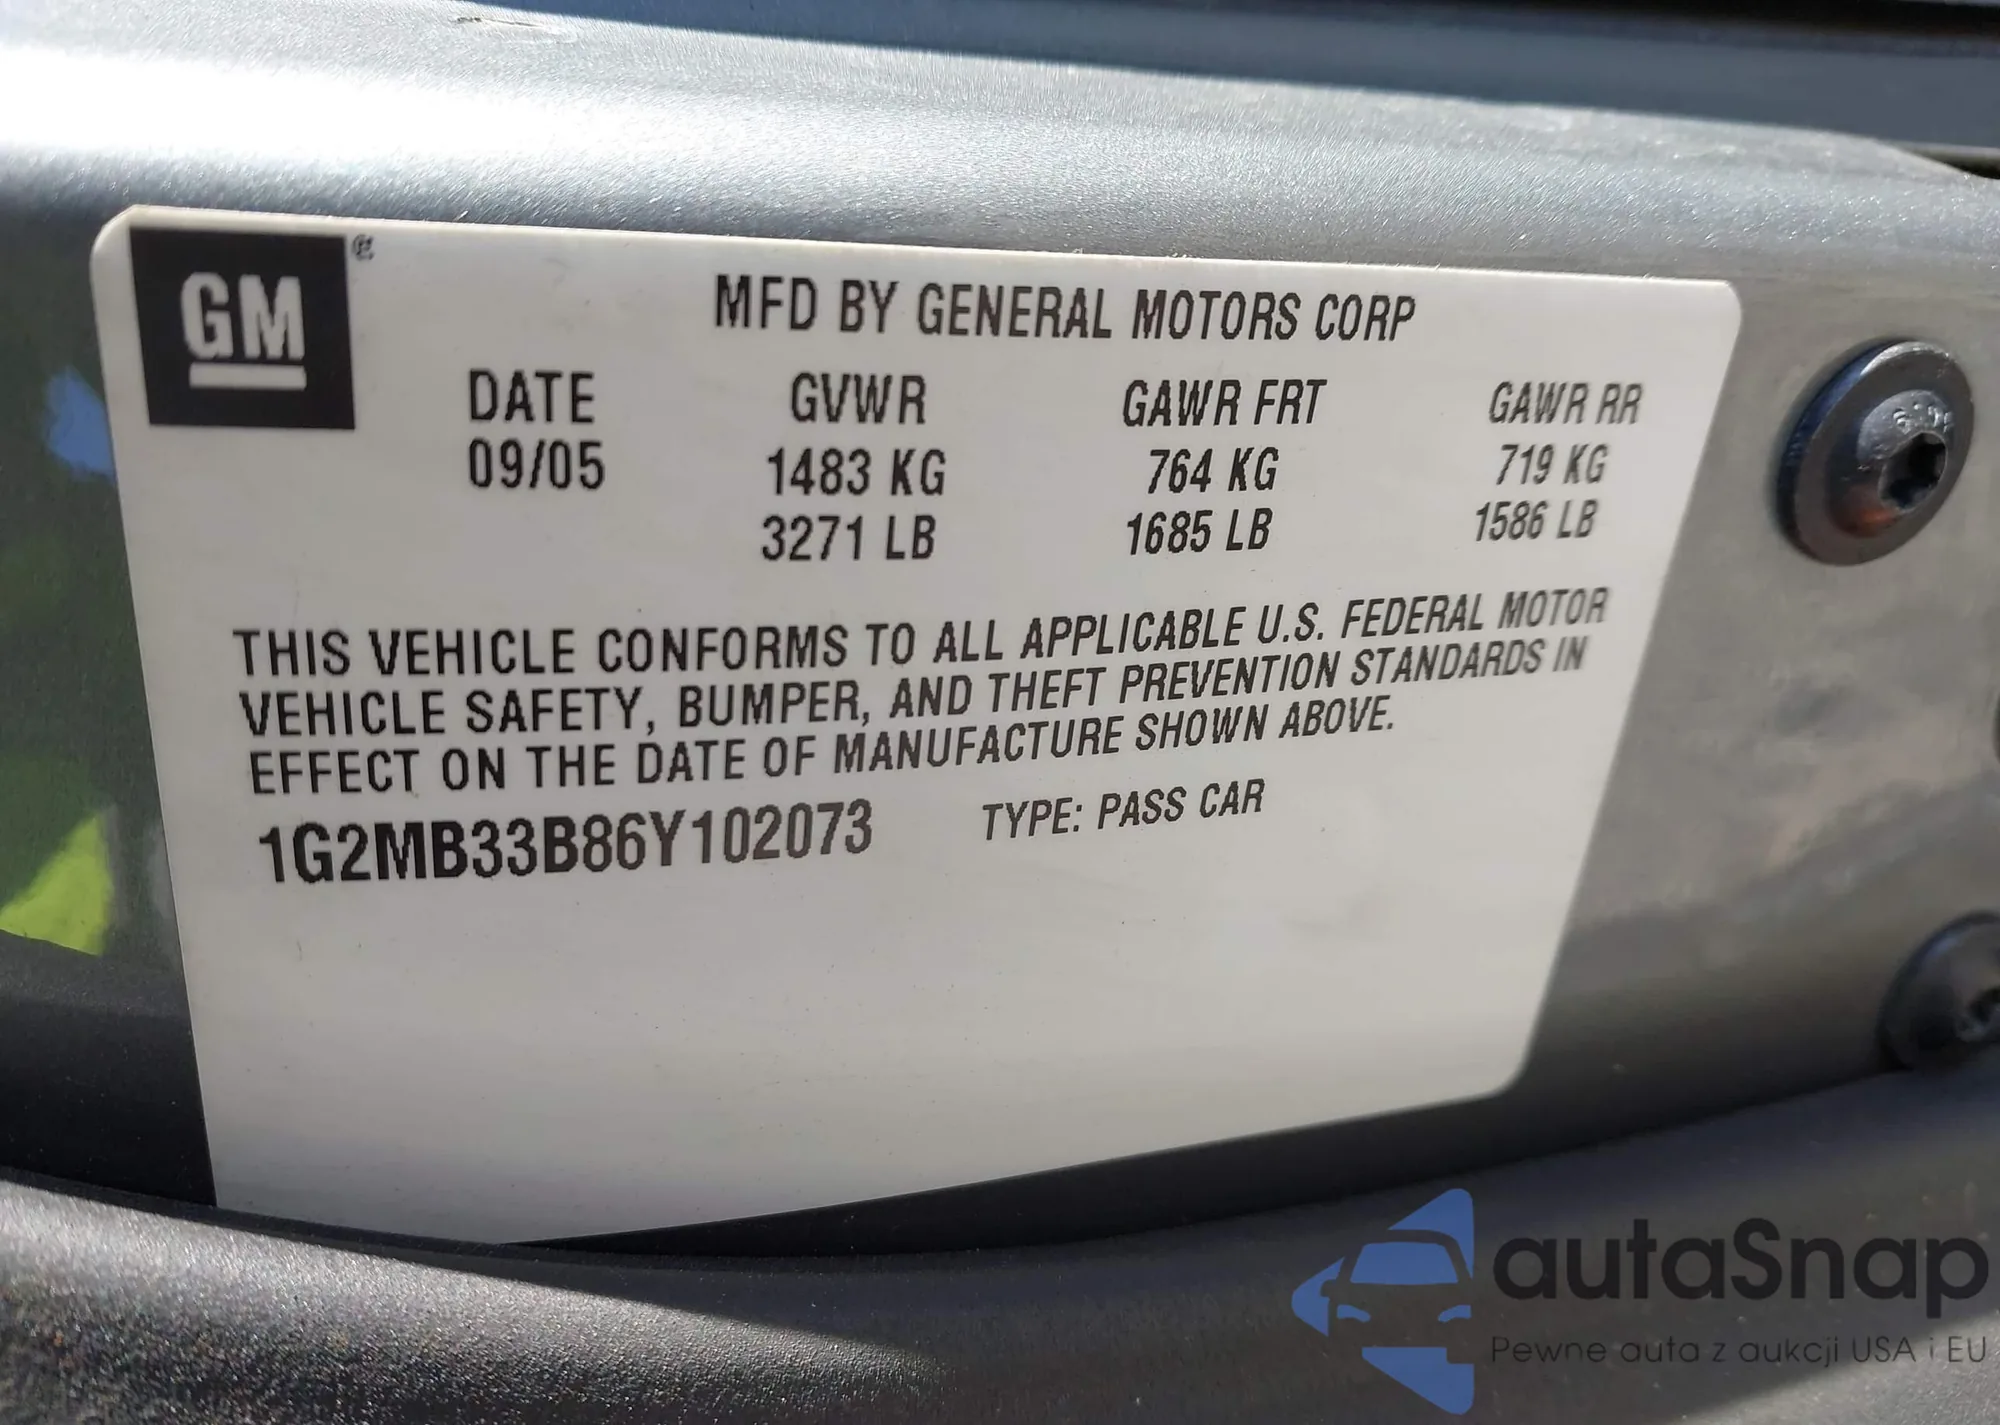 GM
MFD BY GENERAL MOTORS CORP
DATE GVWR GAWR FRT GAWR RR
09/05 1483 KG 764 KG 719 KG
3271 LB 1685 LB 1586 LB
THIS VEHICLE CONFORMS TO ALL APPLICABLE U.S. FEDERAL MOTOR
VEHICLE SAFETY, BUMPER, AND THEFT PREVENTION STANDARDS IN
EFFECT ON THE DATE OF MANUFACTURE SHOWN ABOVE.
1G2MB33B86Y102073 TYPE: PASS CAR
autaSnap
Pewne auta z aukcji USA i EU